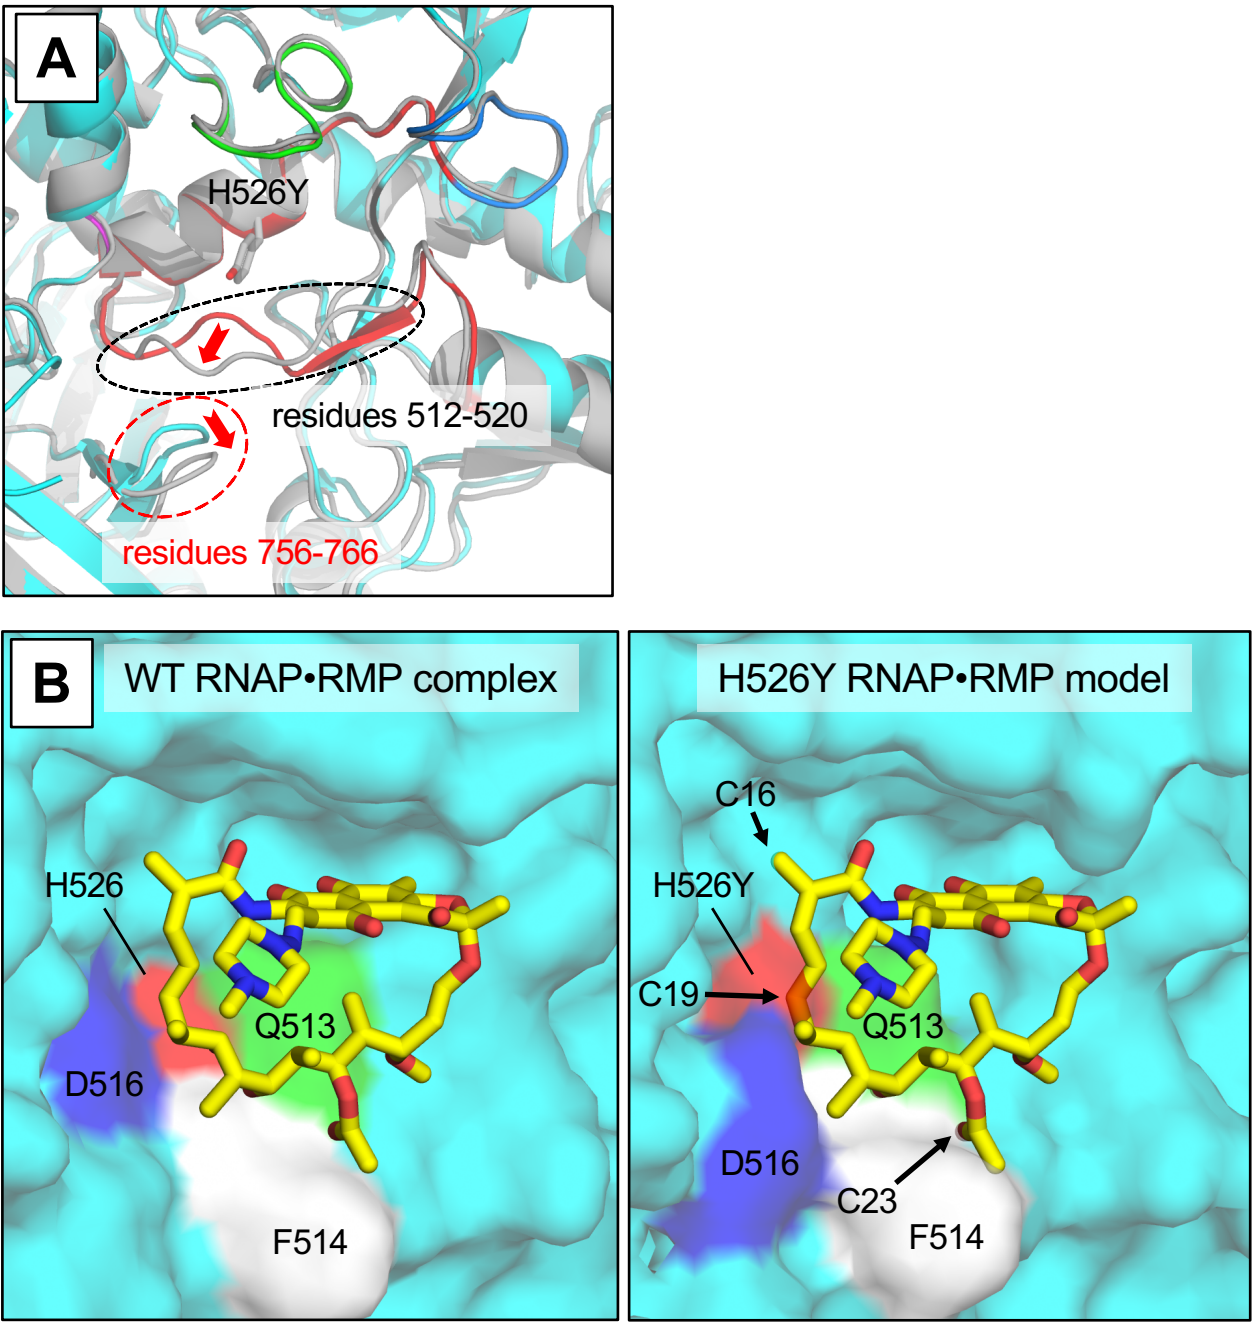 A
H526Y
residues 512-520
residues 756-766
B
WT RNAP•RMP complex
H526
Q513
D516
F514
H526Y RNAP•RMP model
C16
H526Y
C19
Q513
D516
C23
F514